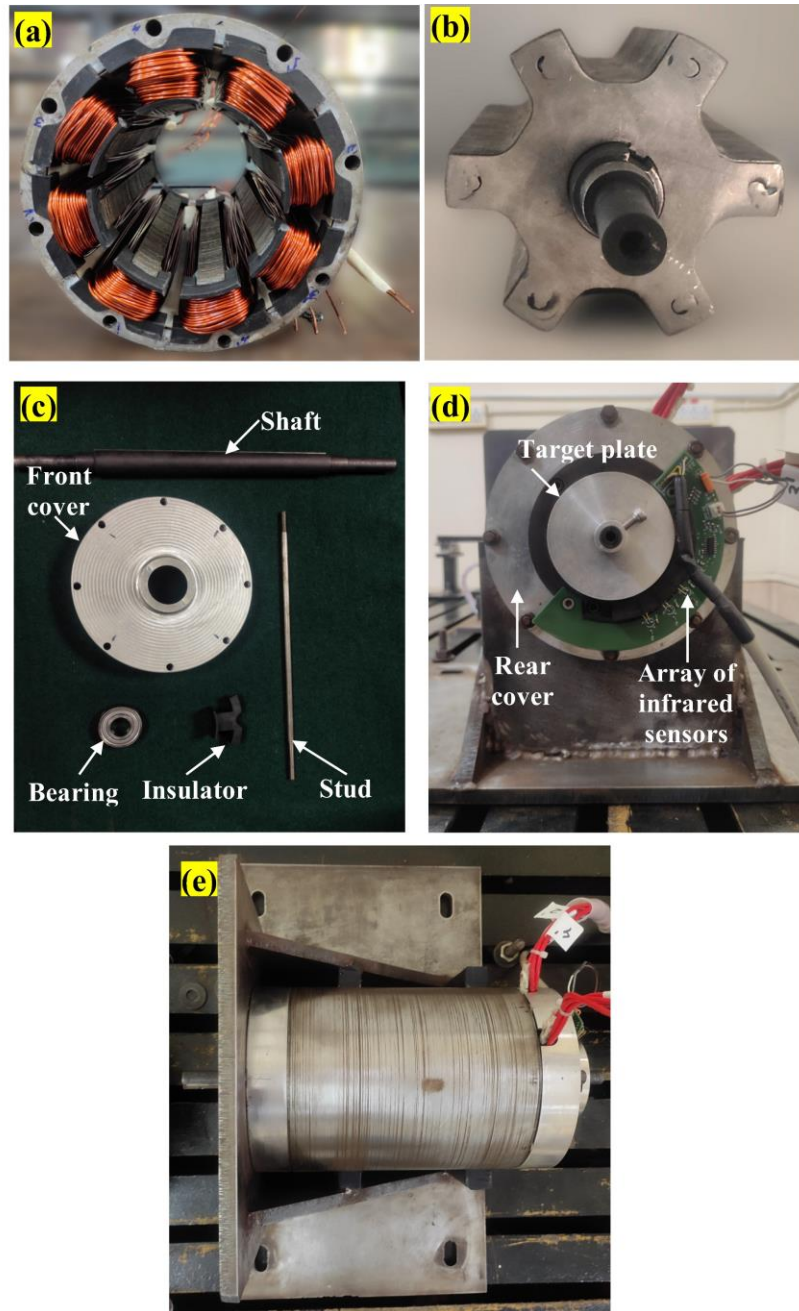 (a)
(b)
(c)
Shaft
Front
cover
Bearing
Insulator
Stud
(d)
Target plate
Rear
cover
Array of
infrared
sensors
(e)